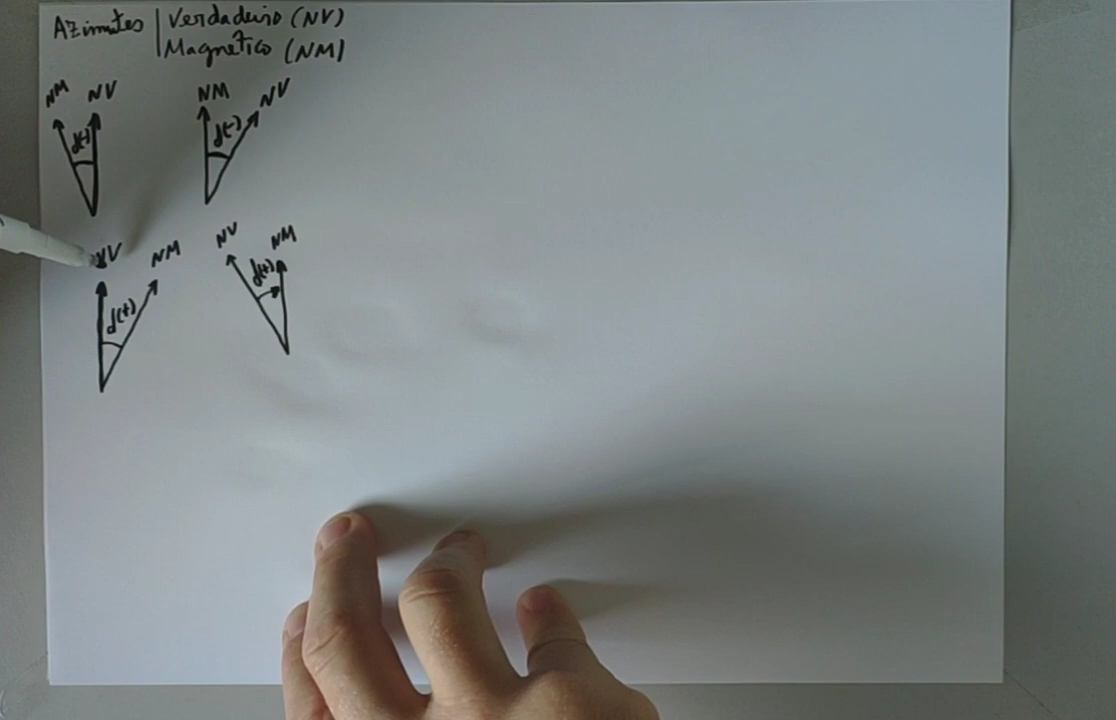 Azimutes | Verdadeiro (NV)
Magnético (NM)
NM NV NM NV
d(-) d(-)
NV NM NV NM
d(+) d(+)